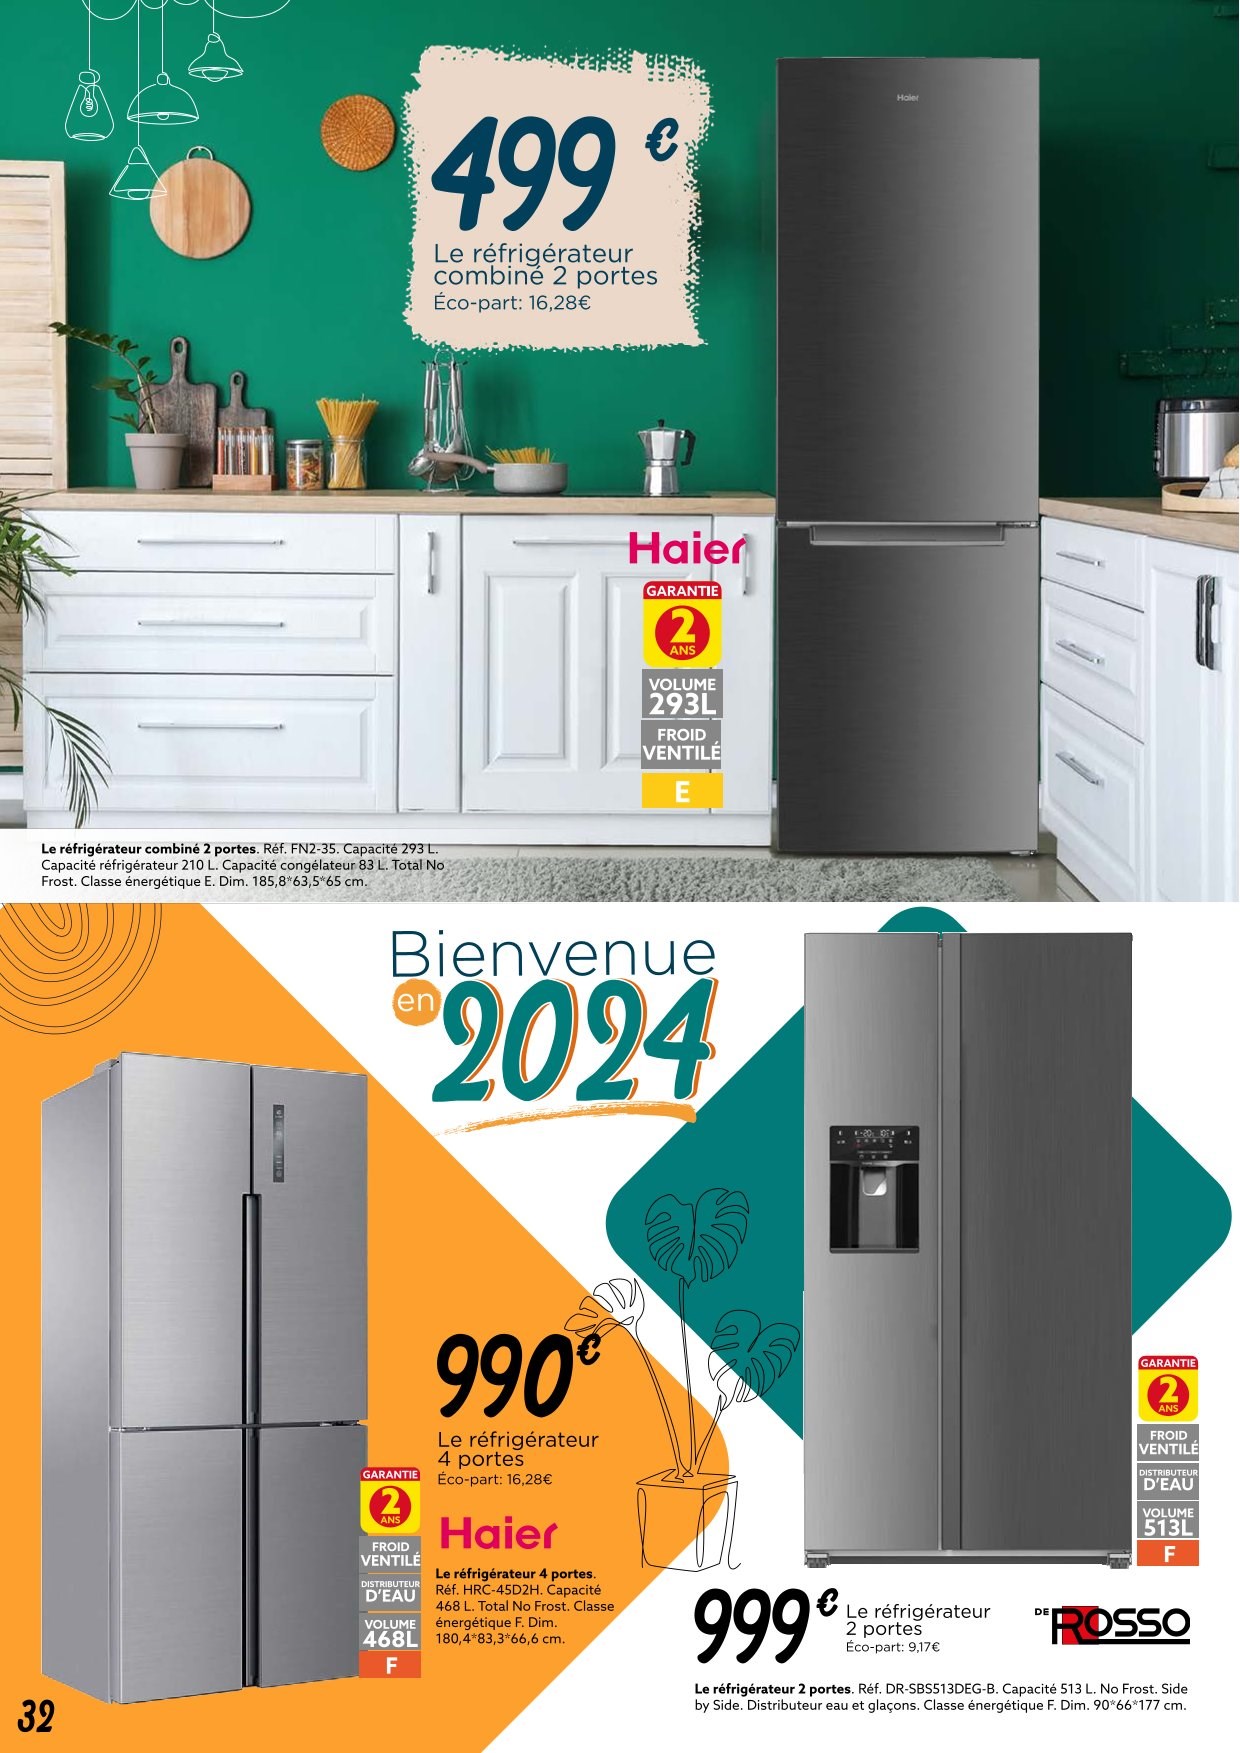 Haier
499 €
Le réfrigérateur
combiné 2 portes
Éco-part: 16,28€
Haier
GARANTIE
2
ANS
VOLUME
293L
FROID
VENTILÉ
E
Le réfrigérateur combiné 2 portes. Réf. FN2-35. Capacité 293 L.
Capacité réfrigérateur 210 L. Capacité congélateur 83 L. Total No
Frost. Classe énergétique E. Dim. 185,8*63,5*65 cm.
Bienvenue
en 2024
990€
Le réfrigérateur
4 portes
Éco-part: 16,28€
GARANTIE
2
ANS
FROID
VENTILÉ
DISTRIBUTEUR
D'EAU
VOLUME
468L
F
Haier
Le réfrigérateur 4 portes.
Réf. HRC-45D2H. Capacité
468 L. Total No Frost. Classe
énergétique F. Dim.
180,4*83,3*66,6 cm.
GARANTIE
2
ANS
FROID
VENTILÉ
DISTRIBUTEUR
D'EAU
VOLUME
513L
F
999€
Le réfrigérateur
2 portes
Éco-part: 9,17€
DE ROSSO
Le réfrigérateur 2 portes. Réf. DR-SBS513DEG-B. Capacité 513 L. No Frost. Side
by Side. Distributeur eau et glaçons. Classe énergétique F. Dim. 90*66*177 cm.
32